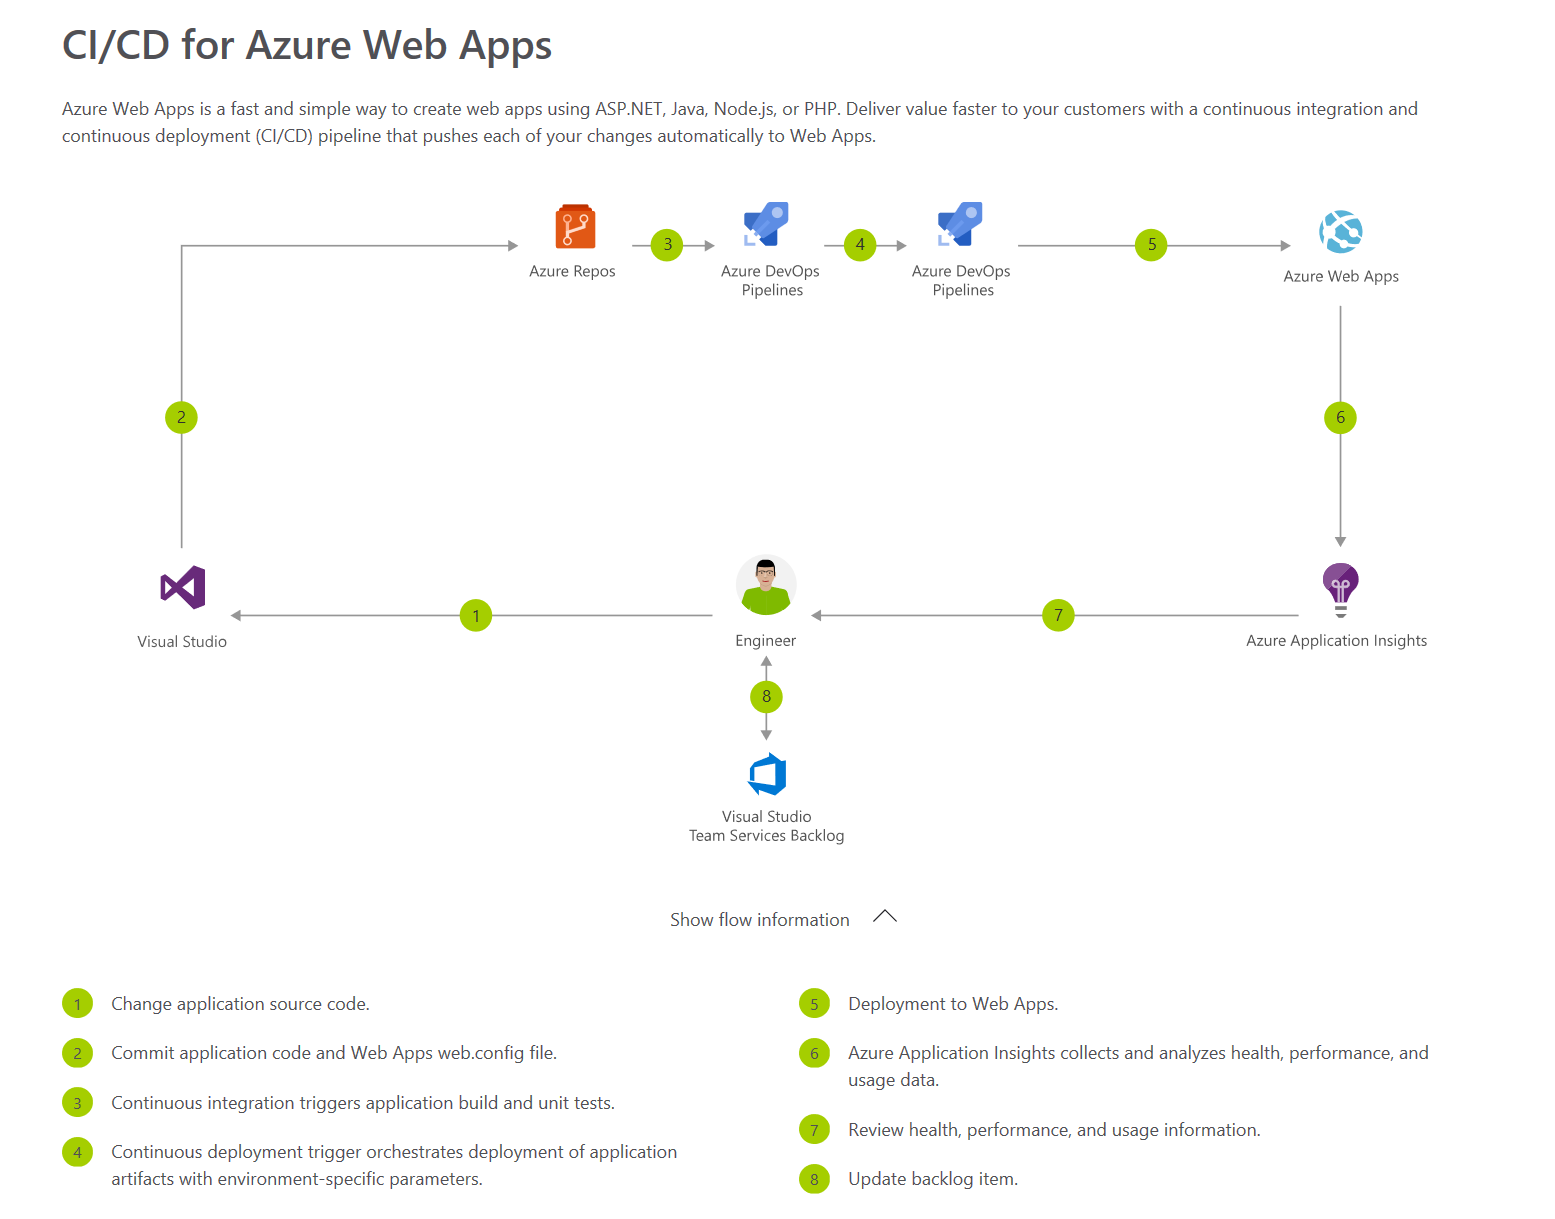 CI/CD for Azure Web Apps
Azure Web Apps is a fast and simple way to create web apps using ASP.NET, Java, Node.js, or PHP. Deliver value faster to your customers with a continuous integration and
continuous deployment (CI/CD) pipeline that pushes each of your changes automatically to Web Apps.
3
4
5
Azure Repos
Azure DevOps
Pipelines
Azure DevOps
Pipelines
Azure Web Apps
2
6
1
7
Visual Studio
Engineer
Azure Application Insights
8
Visual Studio
Team Services Backlog
Show flow information
1 Change application source code.
2 Commit application code and Web Apps web.config file.
3 Continuous integration triggers application build and unit tests.
4 Continuous deployment trigger orchestrates deployment of application
artifacts with environment-specific parameters.
5 Deployment to Web Apps.
6 Azure Application Insights collects and analyzes health, performance, and
usage data.
7 Review health, performance, and usage information.
8 Update backlog item.